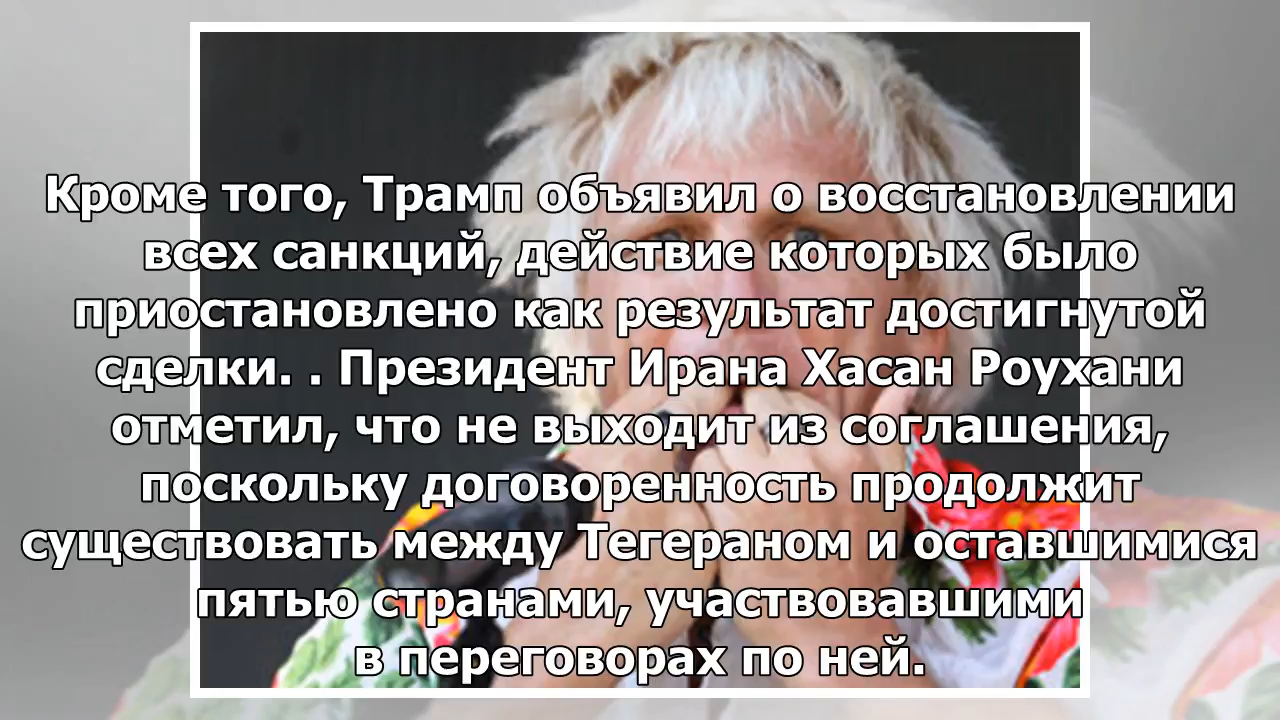 Кроме того, Трамп объявил о восстановлении
всех санкций, действие которых было
приостановлено как результат достигнутой
сделки. . Президент Ирана Хасан Роухани
отметил, что не выходит из соглашения,
поскольку договоренность продолжит
существовать между Тегераном и оставшимися
пятью странами, участвовавшими
в переговорах по ней.